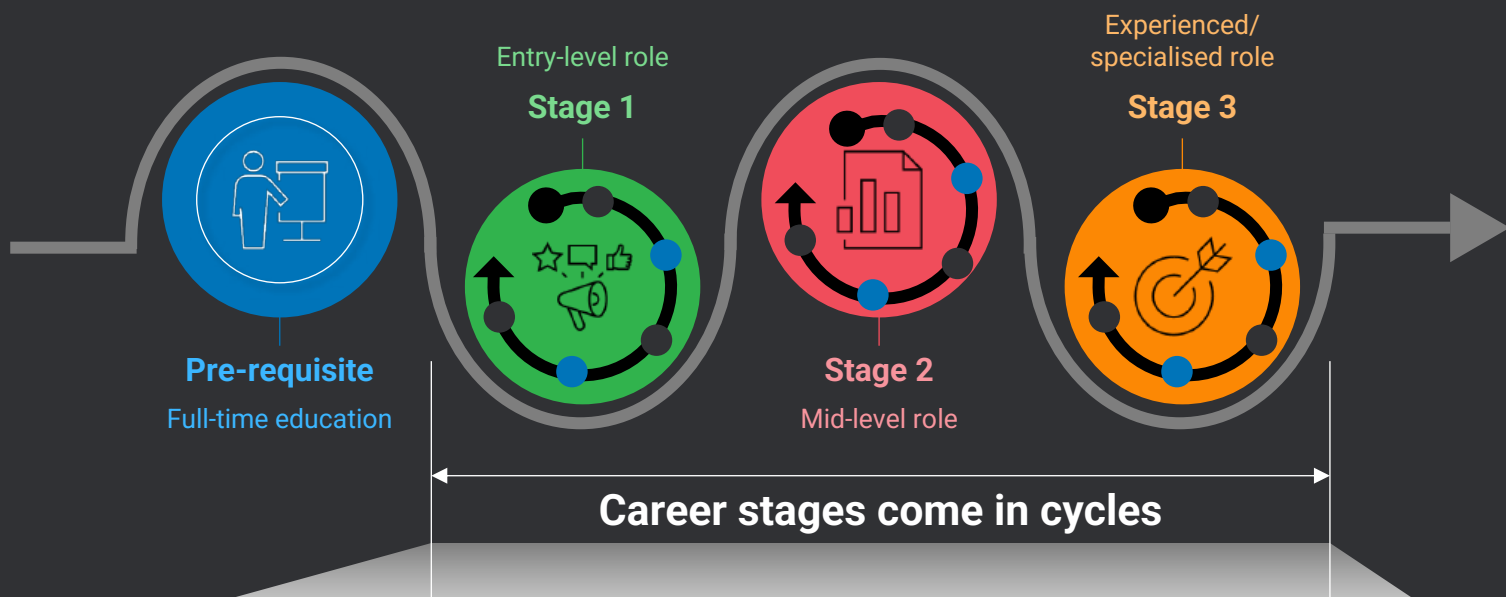 Pre-requisite
Full-time education
Entry-level role
Stage 1
Stage 2
Mid-level role
Experienced/
specialised role
Stage 3
Career stages come in cycles